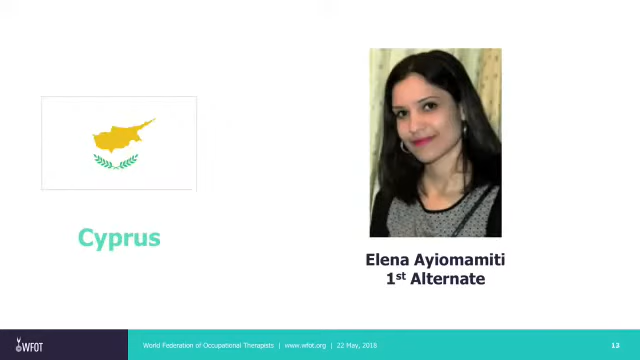 Cyprus
Elena Ayiomamiti
1st Alternate
WFOT
World Federation of Occupational Therapists | www.wfot.org | 22 May, 2018
13